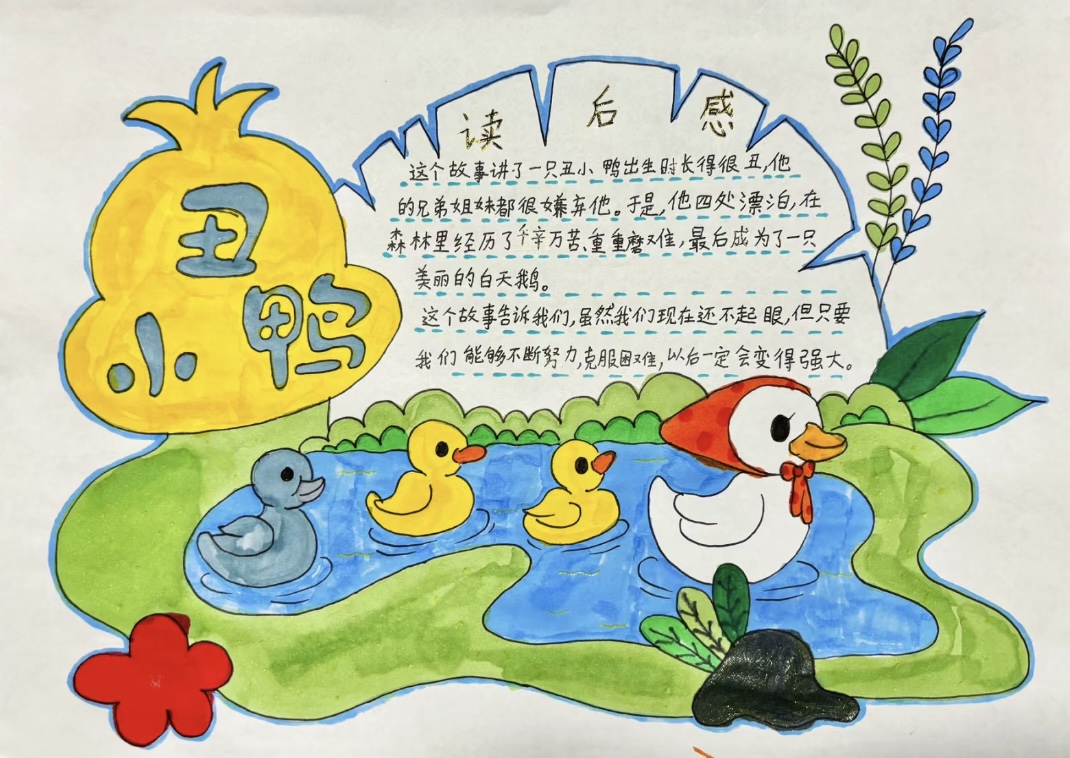 丑
小鸭
读后感
这个故事讲了一只丑小鸭出生时长得很丑,他
的兄弟姐妹都很嫌弃他。于是,他四处漂泊,在
森林里经历了千辛万苦、重重磨难,最后成为了一只
美丽的白天鹅。
这个故事告诉我们,虽然我们现在还不起眼,但只要
我们能够不断努力,克服困难,以后一定会变得强大。